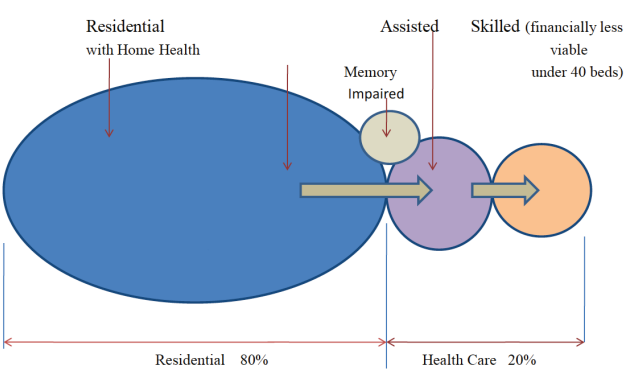 Residential
with Home Health
Assisted
Skilled (financially less
viable
under 40 beds)
Memory
Impaired
Residential 80%
Health Care 20%